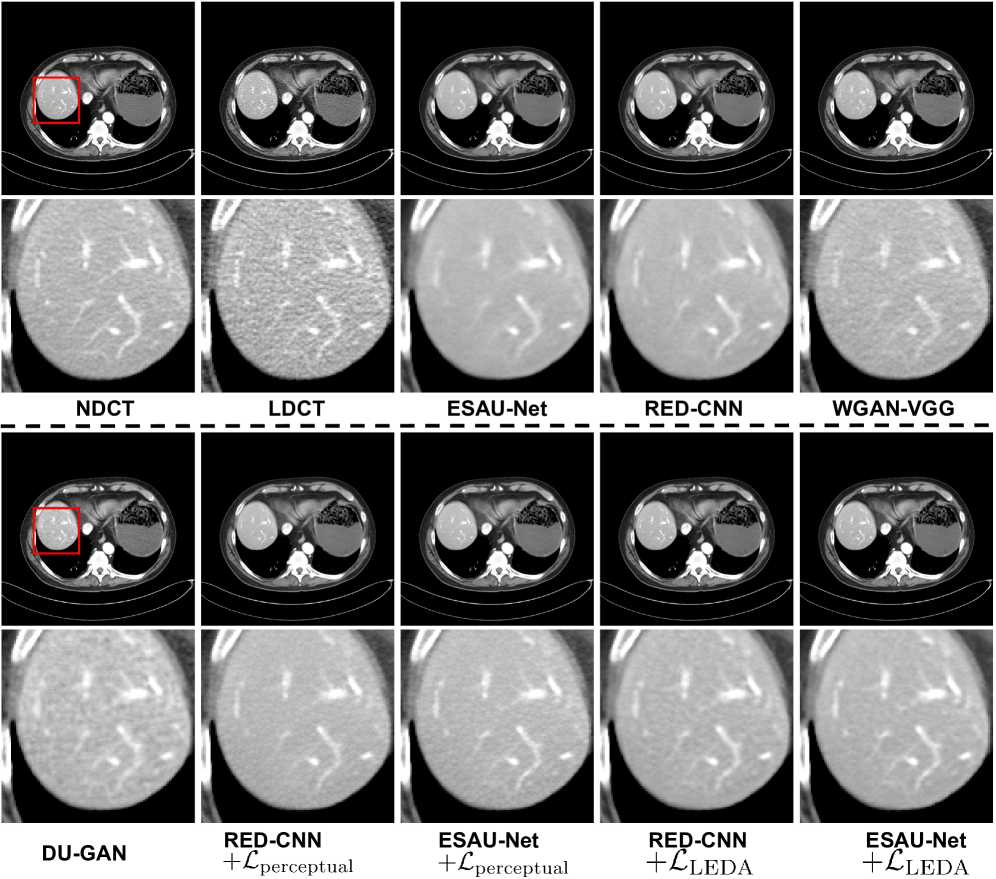 NDCT LDCT ESAU-Net RED-CNN WGAN-VGG
DU-GAN RED-CNN ESAU-Net RED-CNN ESAU-Net
+ℒperceptual +ℒperceptual +ℒLEDA +ℒLEDA